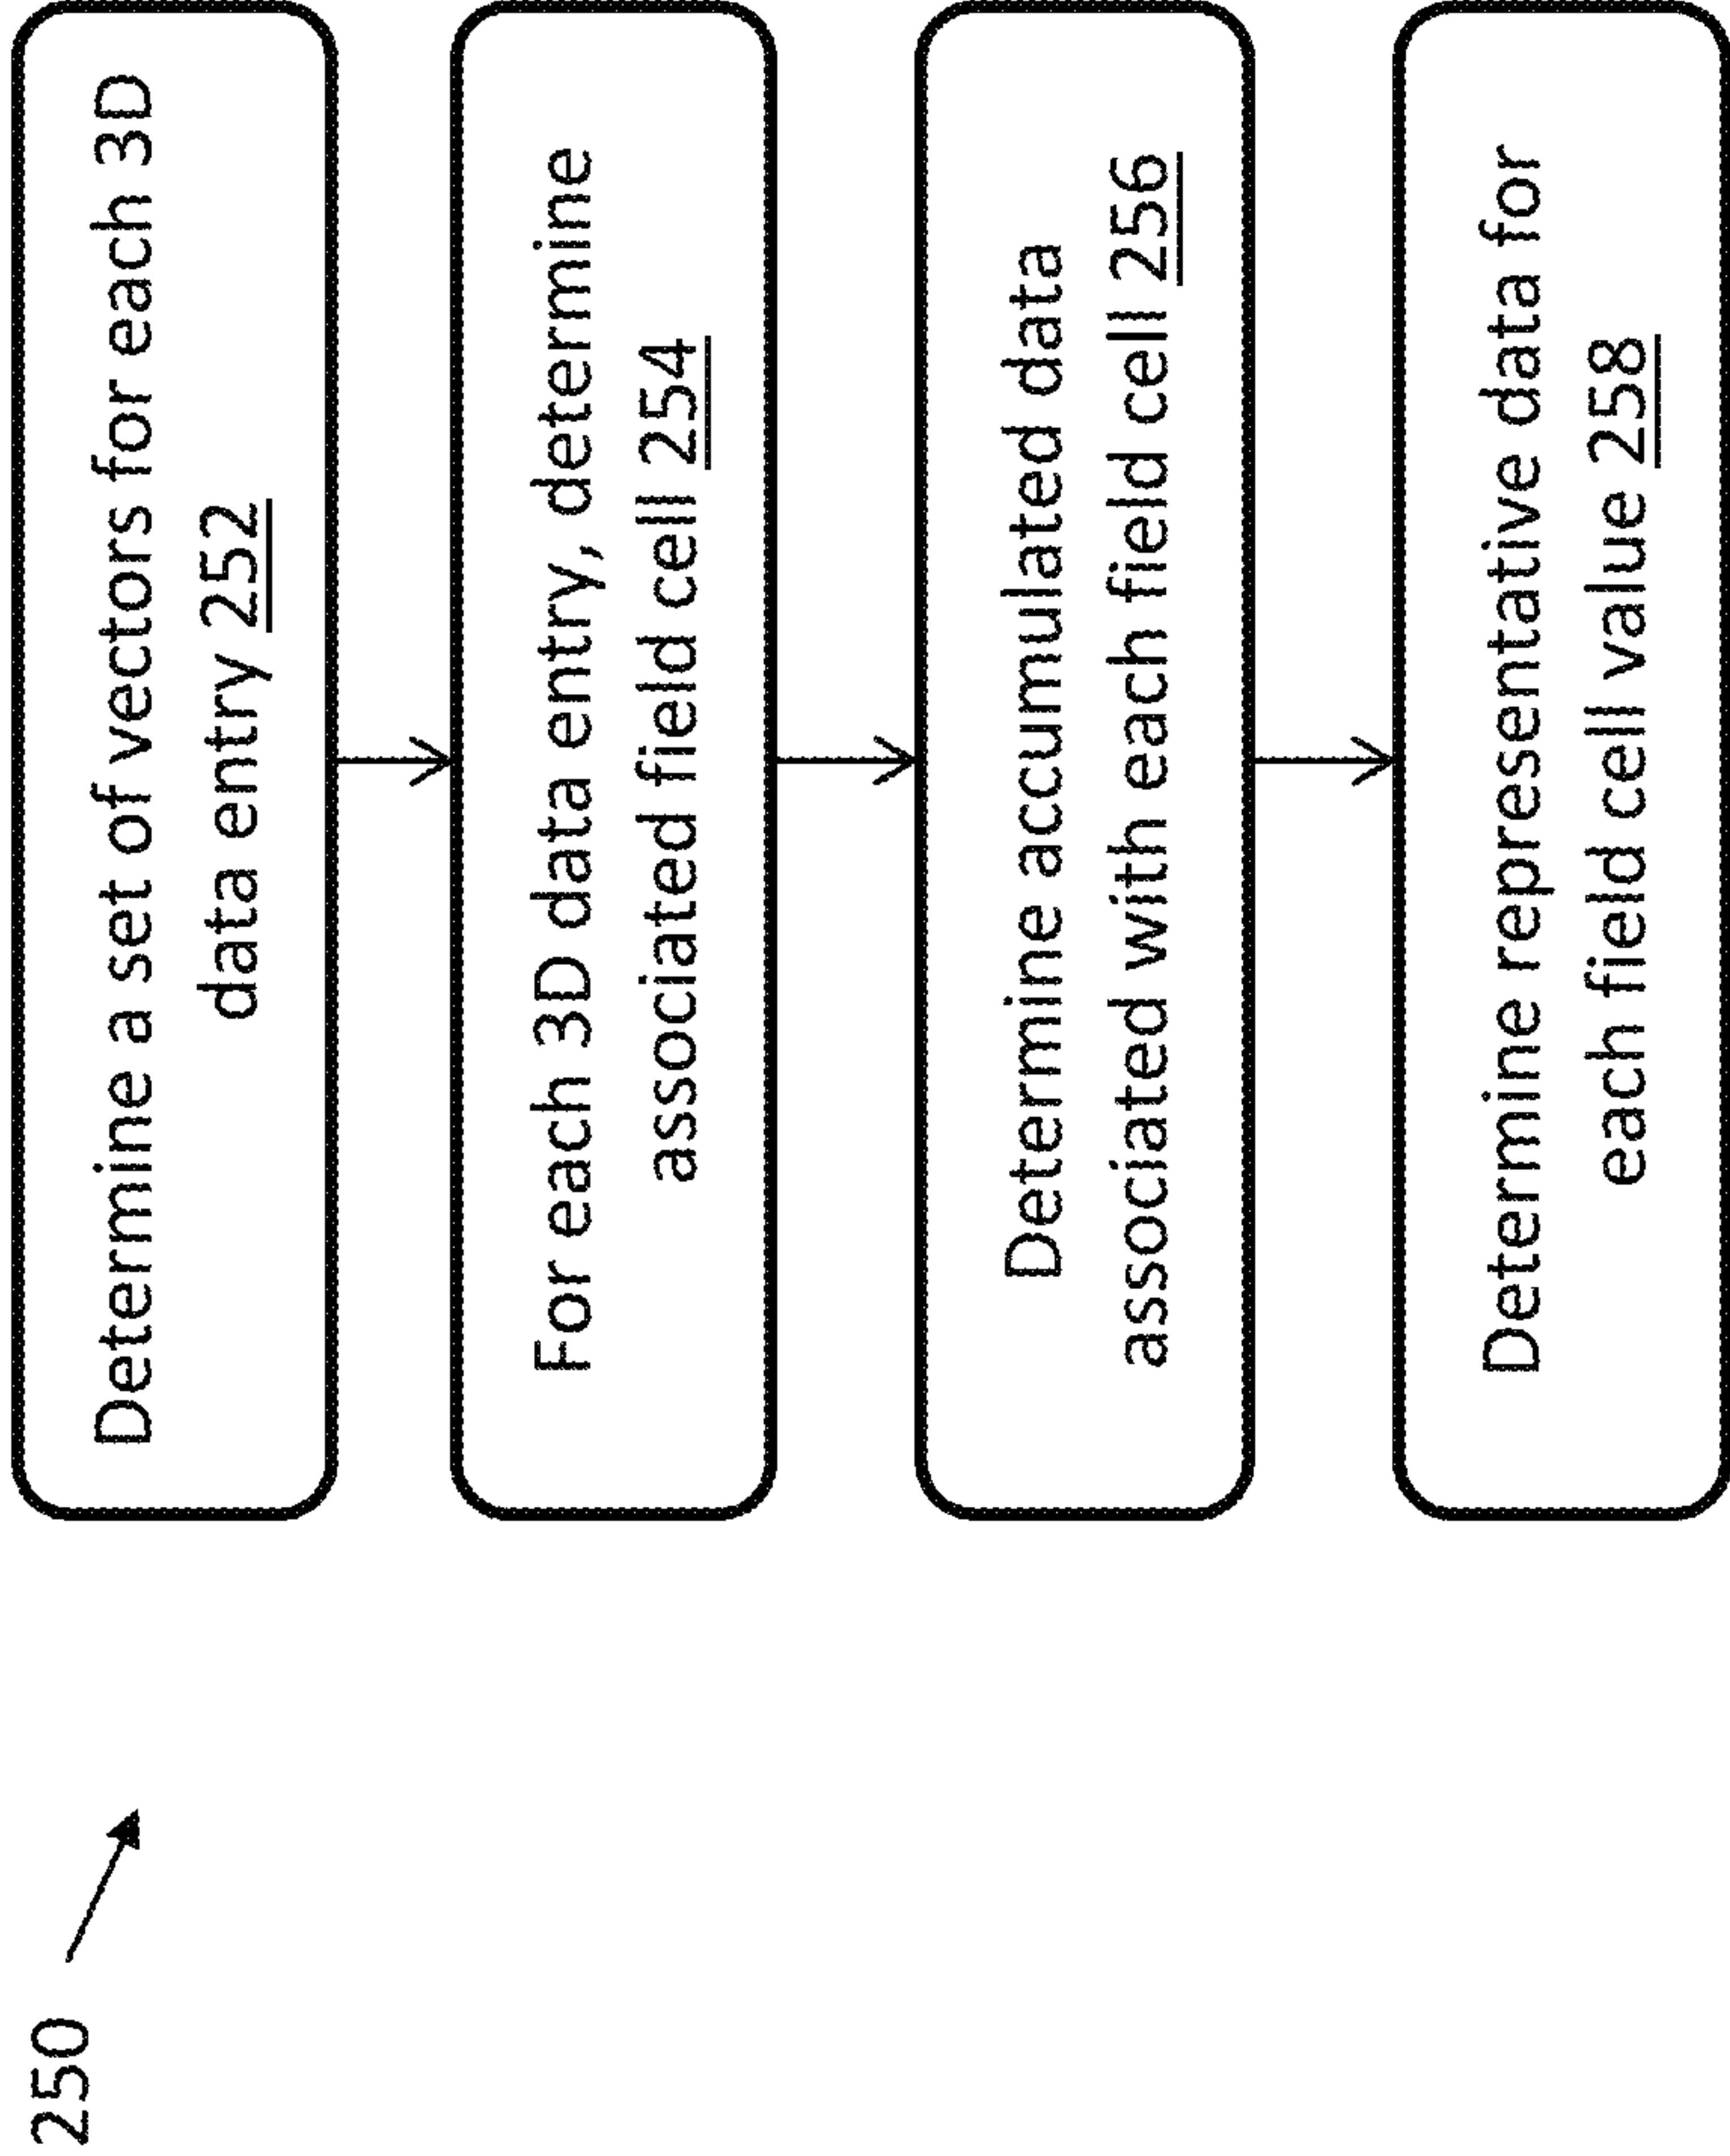 250
Determine a set of vectors for each 3D
data entry 252
For each 3D data entry, determine
associated field cell 254
Determine accumulated data
associated with each field cell 256
Determine representative data for
each field cell value 258